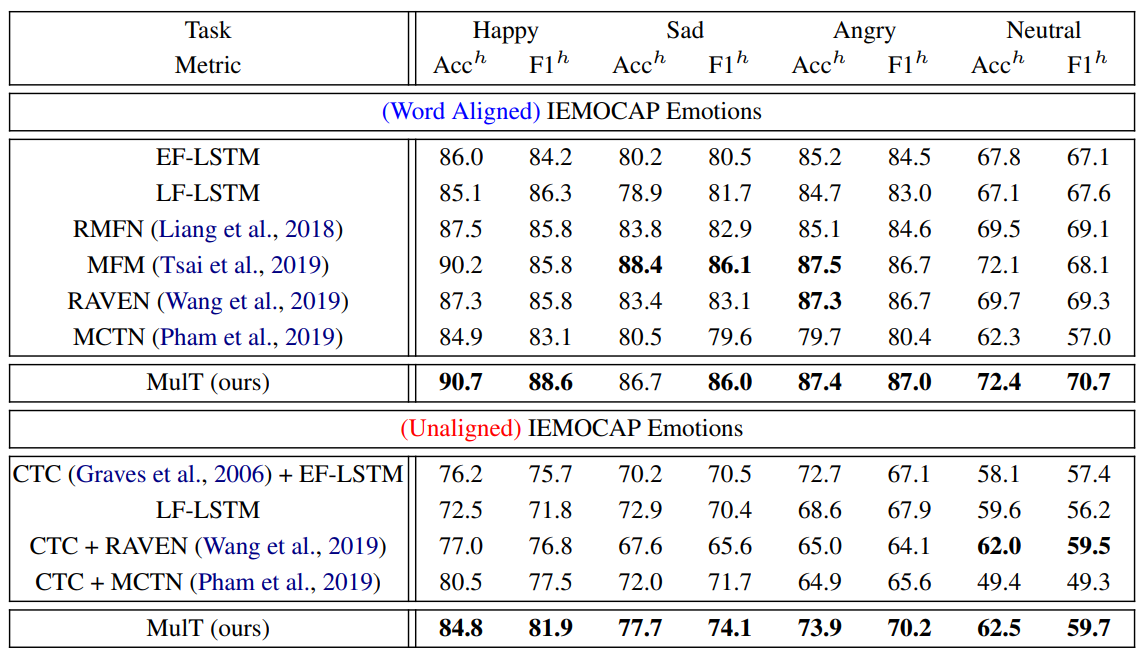 Task Happy Sad Angry Neutral
Metric Acc^h F1^h Acc^h F1^h Acc^h F1^h Acc^h F1^h
(Word Aligned) IEMOCAP Emotions
EF-LSTM 86.0 84.2 80.2 80.5 85.2 84.5 67.8 67.1
LF-LSTM 85.1 86.3 78.9 81.7 84.7 83.0 67.1 67.6
RMFN (Liang et al., 2018) 87.5 85.8 83.8 82.9 85.1 84.6 69.5 69.1
MFM (Tsai et al., 2019) 90.2 85.8 88.4 86.1 87.5 86.7 72.1 68.1
RAVEN (Wang et al., 2019) 87.3 85.8 83.4 83.1 87.3 86.7 69.7 69.3
MCTN (Pham et al., 2019) 84.9 83.1 80.5 79.6 79.7 80.4 62.3 57.0
MulT (ours) 90.7 88.6 86.7 86.0 87.4 87.0 72.4 70.7
(Unaligned) IEMOCAP Emotions
CTC (Graves et al., 2006) + EF-LSTM 76.2 75.7 70.2 70.5 72.7 67.1 58.1 57.4
LF-LSTM 72.5 71.8 72.9 70.4 68.6 67.9 59.6 56.2
CTC + RAVEN (Wang et al., 2019) 77.0 76.8 67.6 65.6 65.0 64.1 62.0 59.5
CTC + MCTN (Pham et al., 2019) 80.5 77.5 72.0 71.7 64.9 65.6 49.4 49.3
MulT (ours) 84.8 81.9 77.7 74.1 73.9 70.2 62.5 59.7